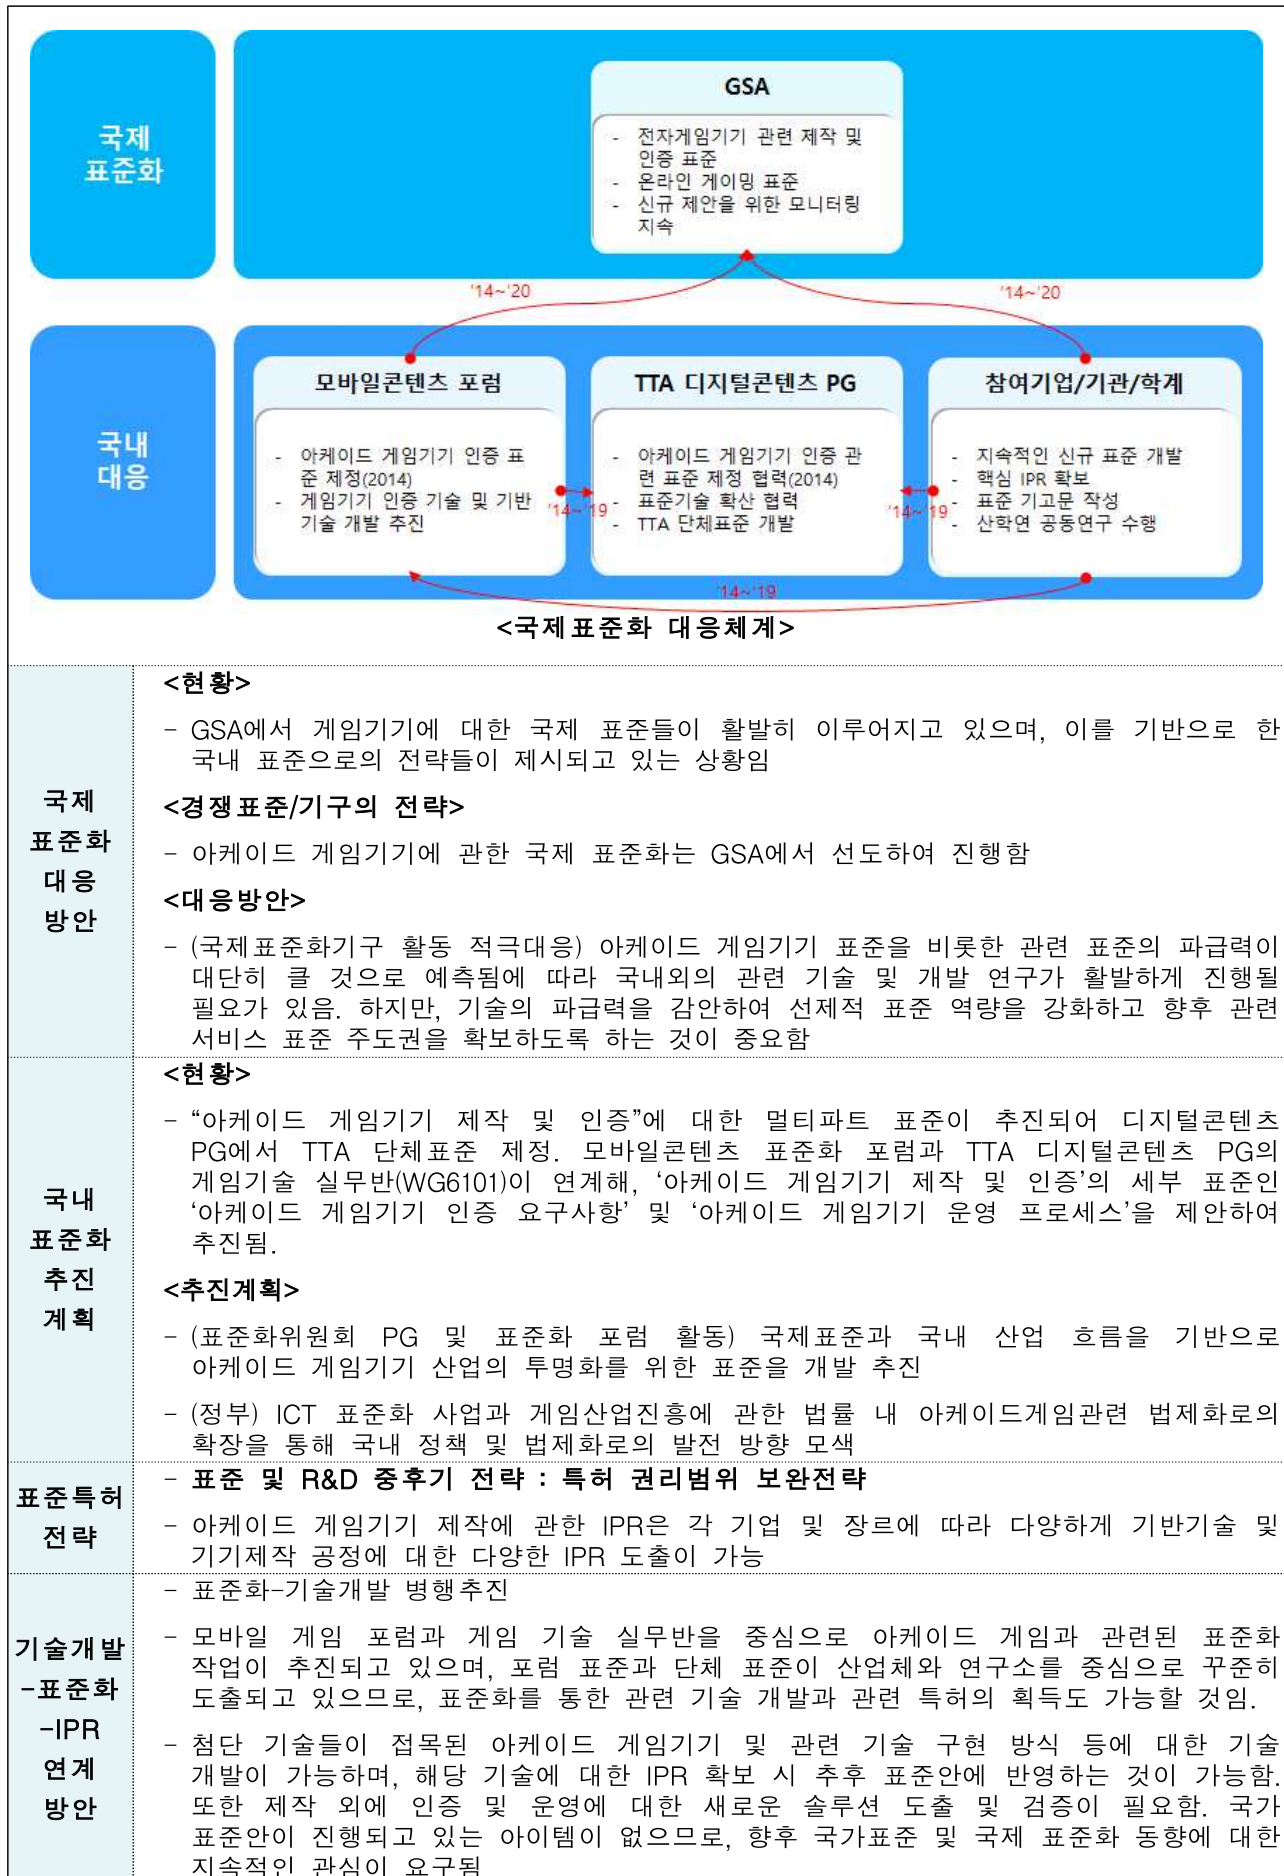 국제
표준화
GSA
- 전자게임기기 관련 제작 및
인증 표준
- 온라인 게이밍 표준
- 신규 제안을 위한 모니터링
지속
'14~'20
'14~'20
국내
대응
모바일콘텐츠 포럼
- 아케이드 게임기기 인증 표
준 제정(2014)
- 게임기기 인증 기술 및 기반
기술 개발 추진
'14~'19
TTA 디지털콘텐츠 PG
- 아케이드 게임기기 인증 관
련 표준 제정 협력(2014)
- 표준기술 확산 협력
- TTA 단체표준 개발
'14~'19
참여기업/기관/학계
- 지속적인 신규 표준 개발
- 핵심 IPR 확보
- 표준 기고문 작성
- 산학연 공동연구 수행
'14~'19
<국제표준화 대응체계>
국제
표준화
대응
방안
<현황>
- GSA에서 게임기기에 대한 국제 표준들이 활발히 이루어지고 있으며, 이를 기반으로 한
국내 표준으로의 전략들이 제시되고 있는 상황임
<경쟁표준/기구의 전략>
- 아케이드 게임기기에 관한 국제 표준화는 GSA에서 선도하여 진행함
<대응방안>
- (국제표준화기구 활동 적극대응) 아케이드 게임기기 표준을 비롯한 관련 표준의 파급력이
대단히 클 것으로 예측됨에 따라 국내외의 관련 기술 및 개발 연구가 활발하게 진행될
필요가 있음. 하지만, 기술의 파급력을 감안하여 선제적 표준 역량을 강화하고 향후 관련
서비스 표준 주도권을 확보하도록 하는 것이 중요함
국내
표준화
추진
계획
<현황>
- “아케이드 게임기기 제작 및 인증”에 대한 멀티파트 표준이 추진되어 디지털콘텐츠
PG에서 TTA 단체표준 제정. 모바일콘텐츠 표준화 포럼과 TTA 디지털콘텐츠 PG의
게임기술 실무반(WG6101)이 연계해, ‘아케이드 게임기기 제작 및 인증’의 세부 표준인
‘아케이드 게임기기 인증 요구사항’ 및 ‘아케이드 게임기기 운영 프로세스’을 제안하여
추진됨.
<추진계획>
- (표준화위원회 PG 및 표준화 포럼 활동) 국제표준과 국내 산업 흐름을 기반으로
아케이드 게임기기 산업의 투명화를 위한 표준을 개발 추진
- (정부) ICT 표준화 사업과 게임산업진흥에 관한 법률 내 아케이드게임관련 법제화로의
확장을 통해 국내 정책 및 법제화로의 발전 방향 모색
표준특허
전략
- 표준 및 R&D 중후기 전략 : 특허 권리범위 보완전략
- 아케이드 게임기기 제작에 관한 IPR은 각 기업 및 장르에 따라 다양하게 기반기술 및
기기제작 공정에 대한 다양한 IPR 도출이 가능
기술개발
-표준화
-IPR
연계
방안
- 표준화-기술개발 병행추진
- 모바일 게임 포럼과 게임 기술 실무반을 중심으로 아케이드 게임과 관련된 표준화
작업이 추진되고 있으며, 포럼 표준과 단체 표준이 산업체와 연구소를 중심으로 꾸준히
도출되고 있으므로, 표준화를 통한 관련 기술 개발과 관련 특허의 획득도 가능할 것임.
- 첨단 기술들이 접목된 아케이드 게임기기 및 관련 기술 구현 방식 등에 대한 기술
개발이 가능하며, 해당 기술에 대한 IPR 확보 시 추후 표준안에 반영하는 것이 가능함.
또한 제작 외에 인증 및 운영에 대한 새로운 솔루션 도출 및 검증이 필요함. 국가
표준안이 진행되고 있는 아이템이 없으므로, 향후 국가표준 및 국제 표준화 동향에 대한
지속적인 관심이 요구됨